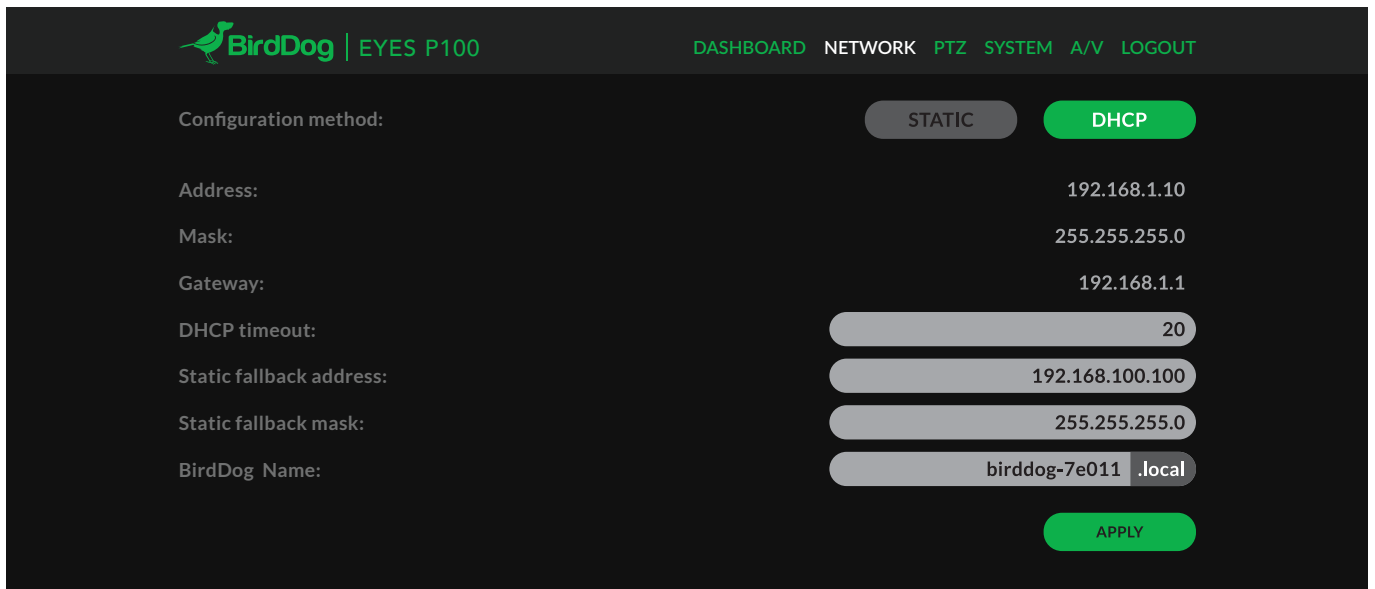 BirdDog | EYES P100 DASHBOARD NETWORK PTZ SYSTEM A/V LOGOUT
Configuration method: STATIC DHCP
Address: 192.168.1.10
Mask: 255.255.255.0
Gateway: 192.168.1.1
DHCP timeout: 20
Static fallback address: 192.168.100.100
Static fallback mask: 255.255.255.0
BirdDog Name: birddog-7e011 .local
APPLY